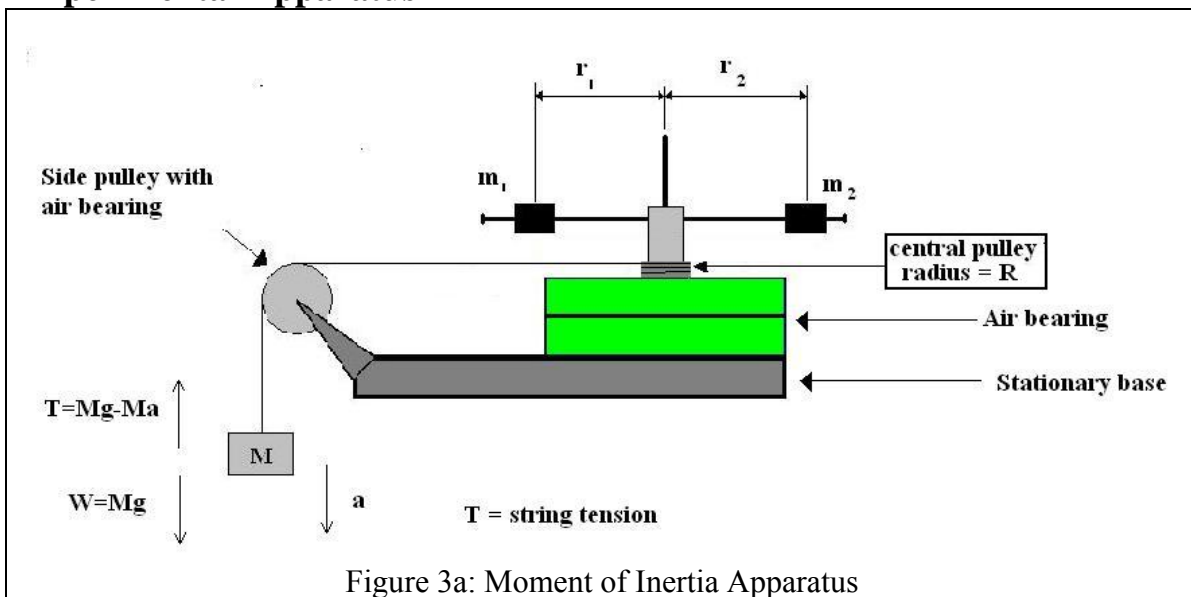 r₁
r₂
Side pulley with
air bearing
m₁
m₂
central pulley
radius = R
Air bearing
Stationary base
T=Mg-Ma
M
W=Mg
a
T = string tension
Figure 3a: Moment of Inertia Apparatus